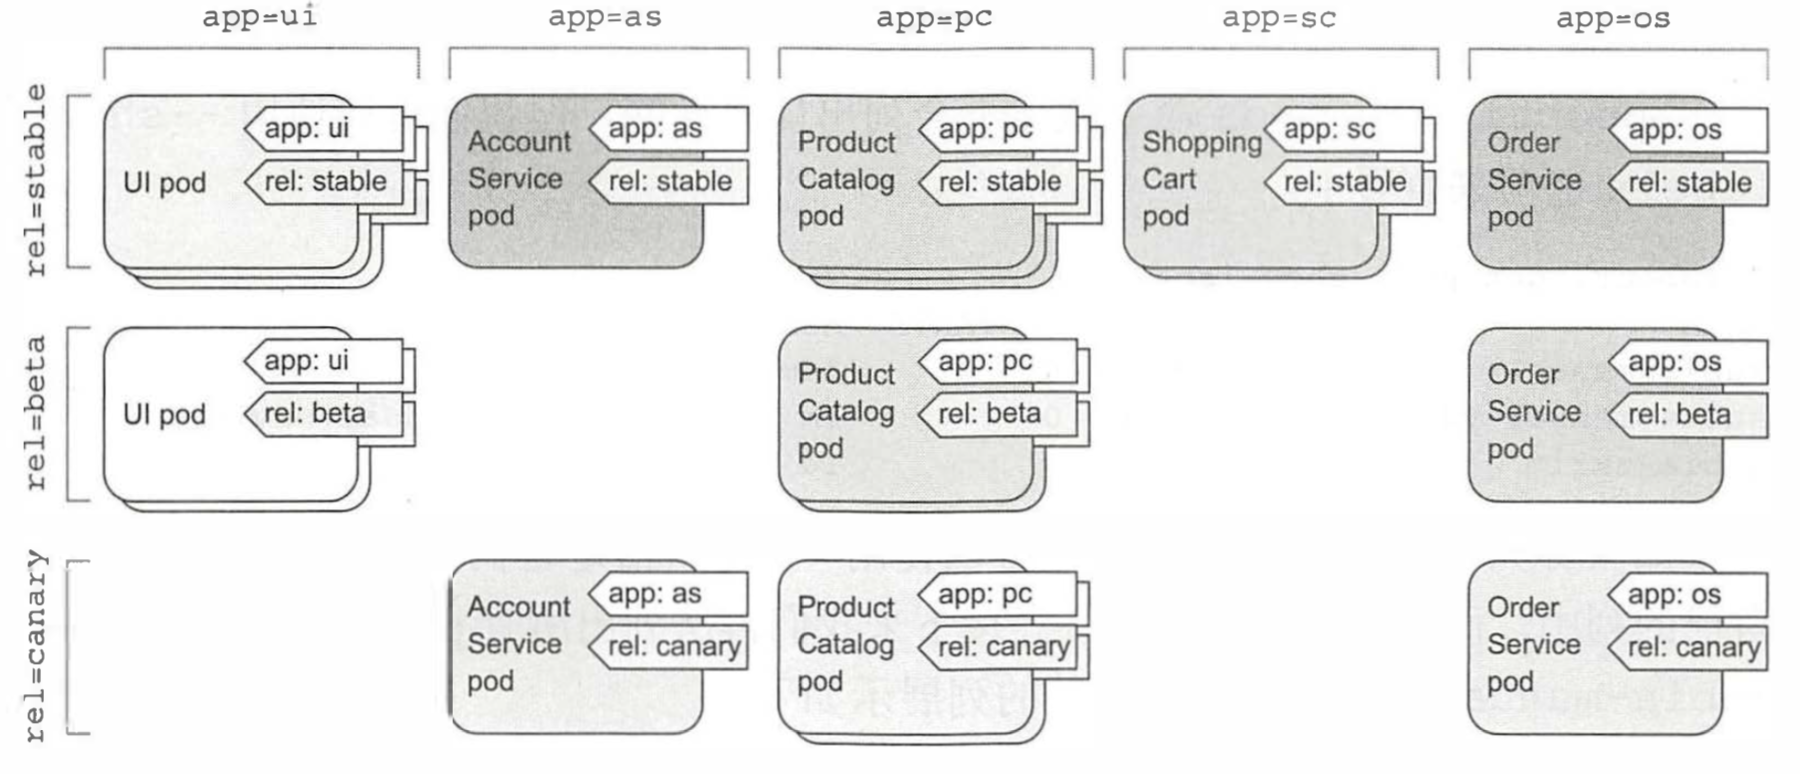 app=ui
app=as
app=pc
app=sc
app=os
rel=stable
UI pod
app: ui
rel: stable
Account
Service
pod
app: as
rel: stable
Product
Catalog
pod
app: pc
rel: stable
Shopping
Cart
pod
app: sc
rel: stable
Order
Service
pod
app: os
rel: stable
rel=beta
UI pod
app: ui
rel: beta
Product
Catalog
pod
app: pc
rel: beta
Order
Service
pod
app: os
rel: beta
rel=canary
Account
Service
pod
app: as
rel: canary
Product
Catalog
pod
app: pc
rel: canary
Order
Service
pod
app: os
rel: canary